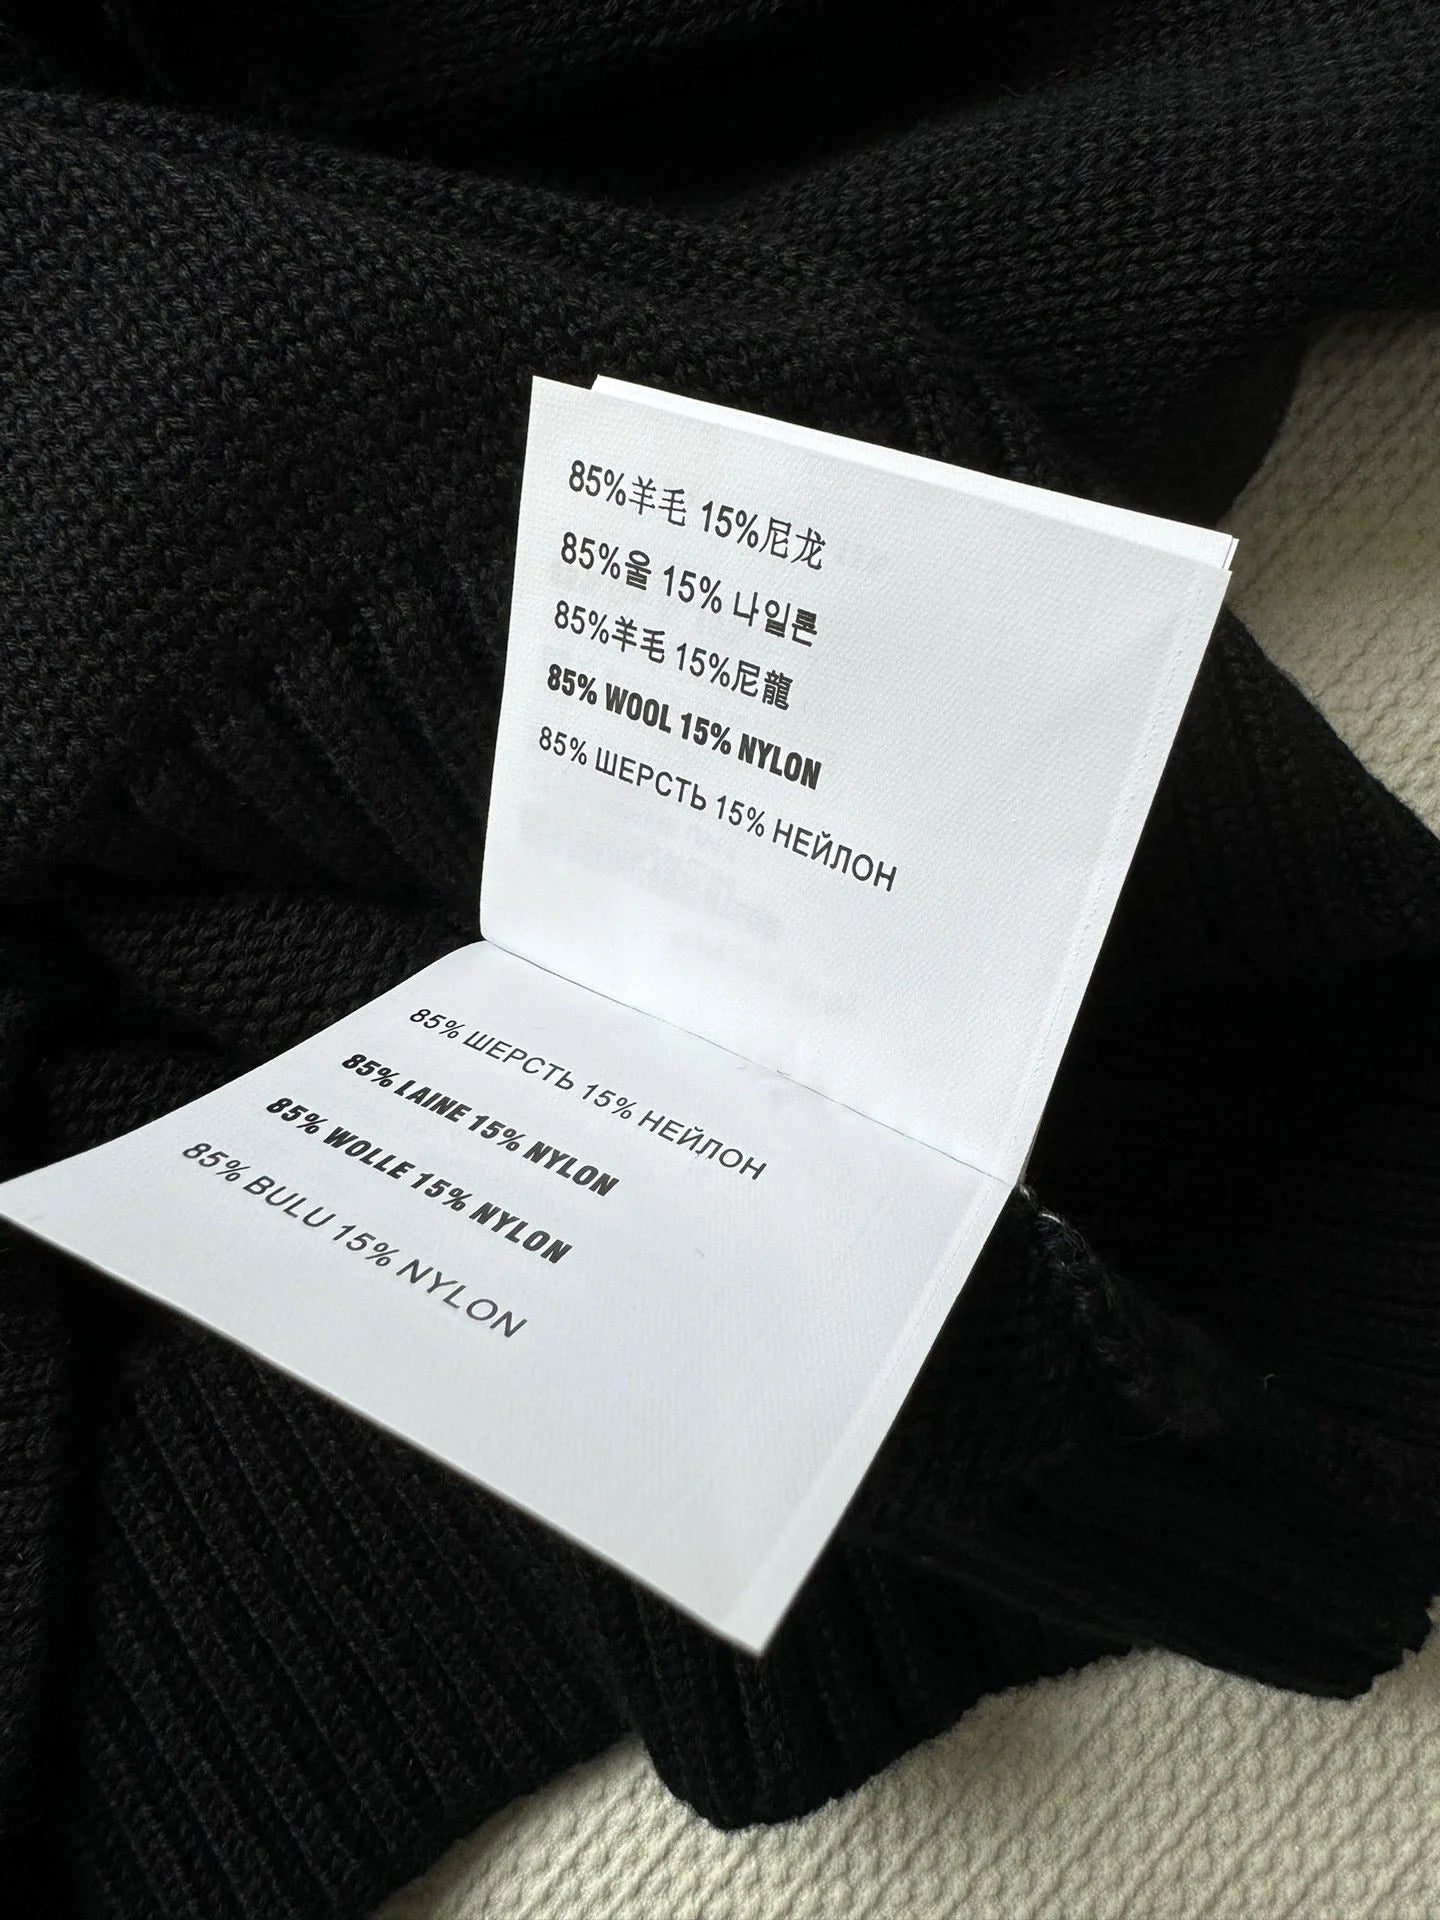 85%羊毛 15%尼龙
85%울 15% 나일론
85%羊毛 15%尼龍
85% WOOL 15% NYLON
85% ШЕРСТЬ 15% НЕЙЛОН
85% ШЕРСТЬ 15% НЕЙЛОН
85% LAINE 15% NYLON
85% WOLLE 15% NYLON
85% BULU 15% NYLON